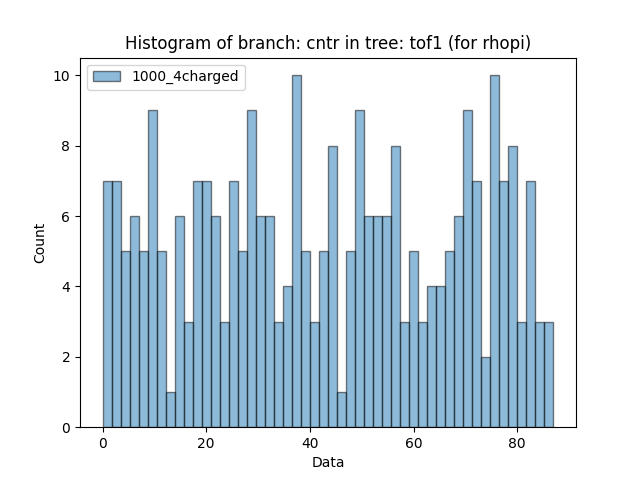 Histogram of branch: cntr in tree: tof1 (for rhopi)
1000_4charged
10
8
6
4
2
0
Count
0 20 40 60 80
Data